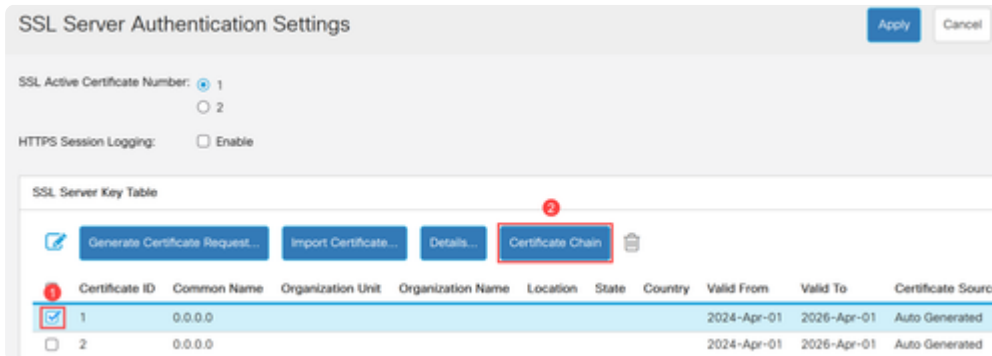 SSL Server Authentication Settings
Apply
Cancel
SSL Active Certificate Number:
1
2
HTTPS Session Logging:
Enable
SSL Server Key Table
2
Generate Certificate Request...
Import Certificate...
Details...
Certificate Chain
1
Certificate ID Common Name Organization Unit Organization Name Location State Country Valid From Valid To Certificate Sourc
1 0.0.0.0 2024-Apr-01 2026-Apr-01 Auto Generated
2 0.0.0.0 2024-Apr-01 2026-Apr-01 Auto Generated